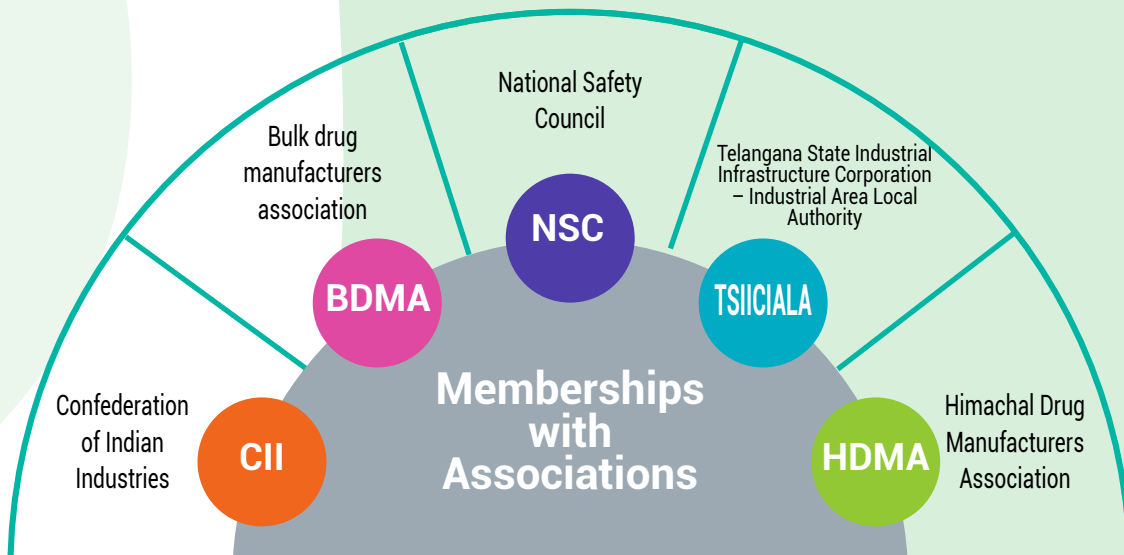 National Safety
Council
Bulk drug
manufacturers
association
Telangana State Industrial
Infrastructure Corporation
– Industrial Area Local
Authority
NSC
BDMA
TSIICIALA
Memberships
with
Associations
Confederation
of Indian
Industries
CII
HDMA
Himachal Drug
Manufacturers
Association